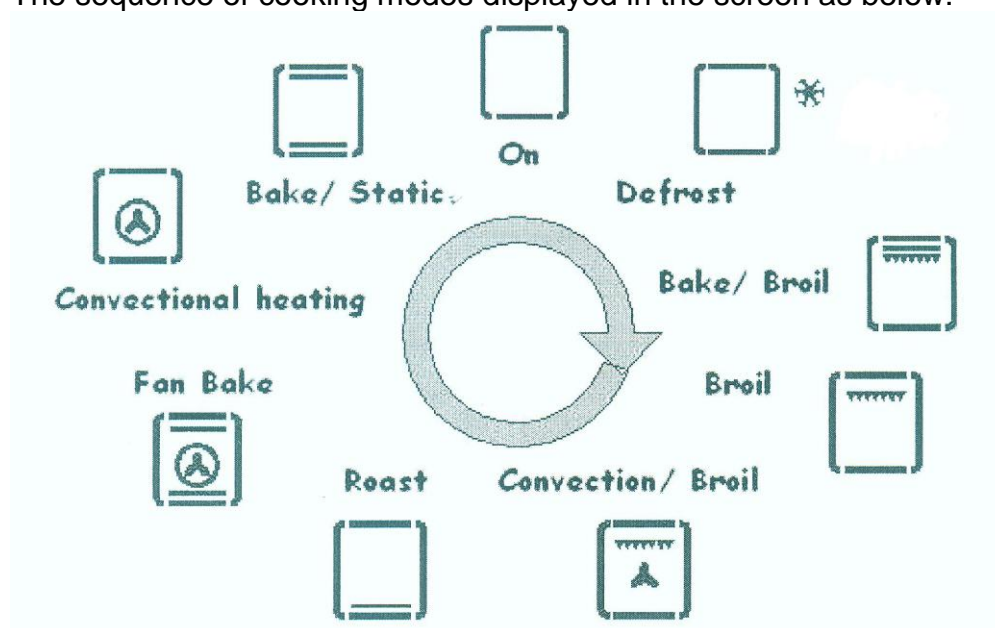 The sequence of cooking modes displayed in the screen as below:
On
Defrost
Bake/ Static
Bake/ Broil
Convectional heating
Fan Bake
Broil
Roast
Convection/ Broil